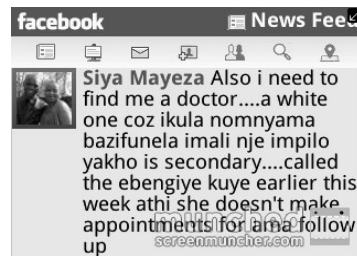 facebook
News Fee
Siya Mayeza Also i need to
find me a doctor....a white
one coz ikula nomnyama
bazifunela imali nje impilo
yakho is secondary....called
the ebengiye kuye earlier this
week athi she doesn't make
appointments for ama follow
up
munched
screenmuncher.com